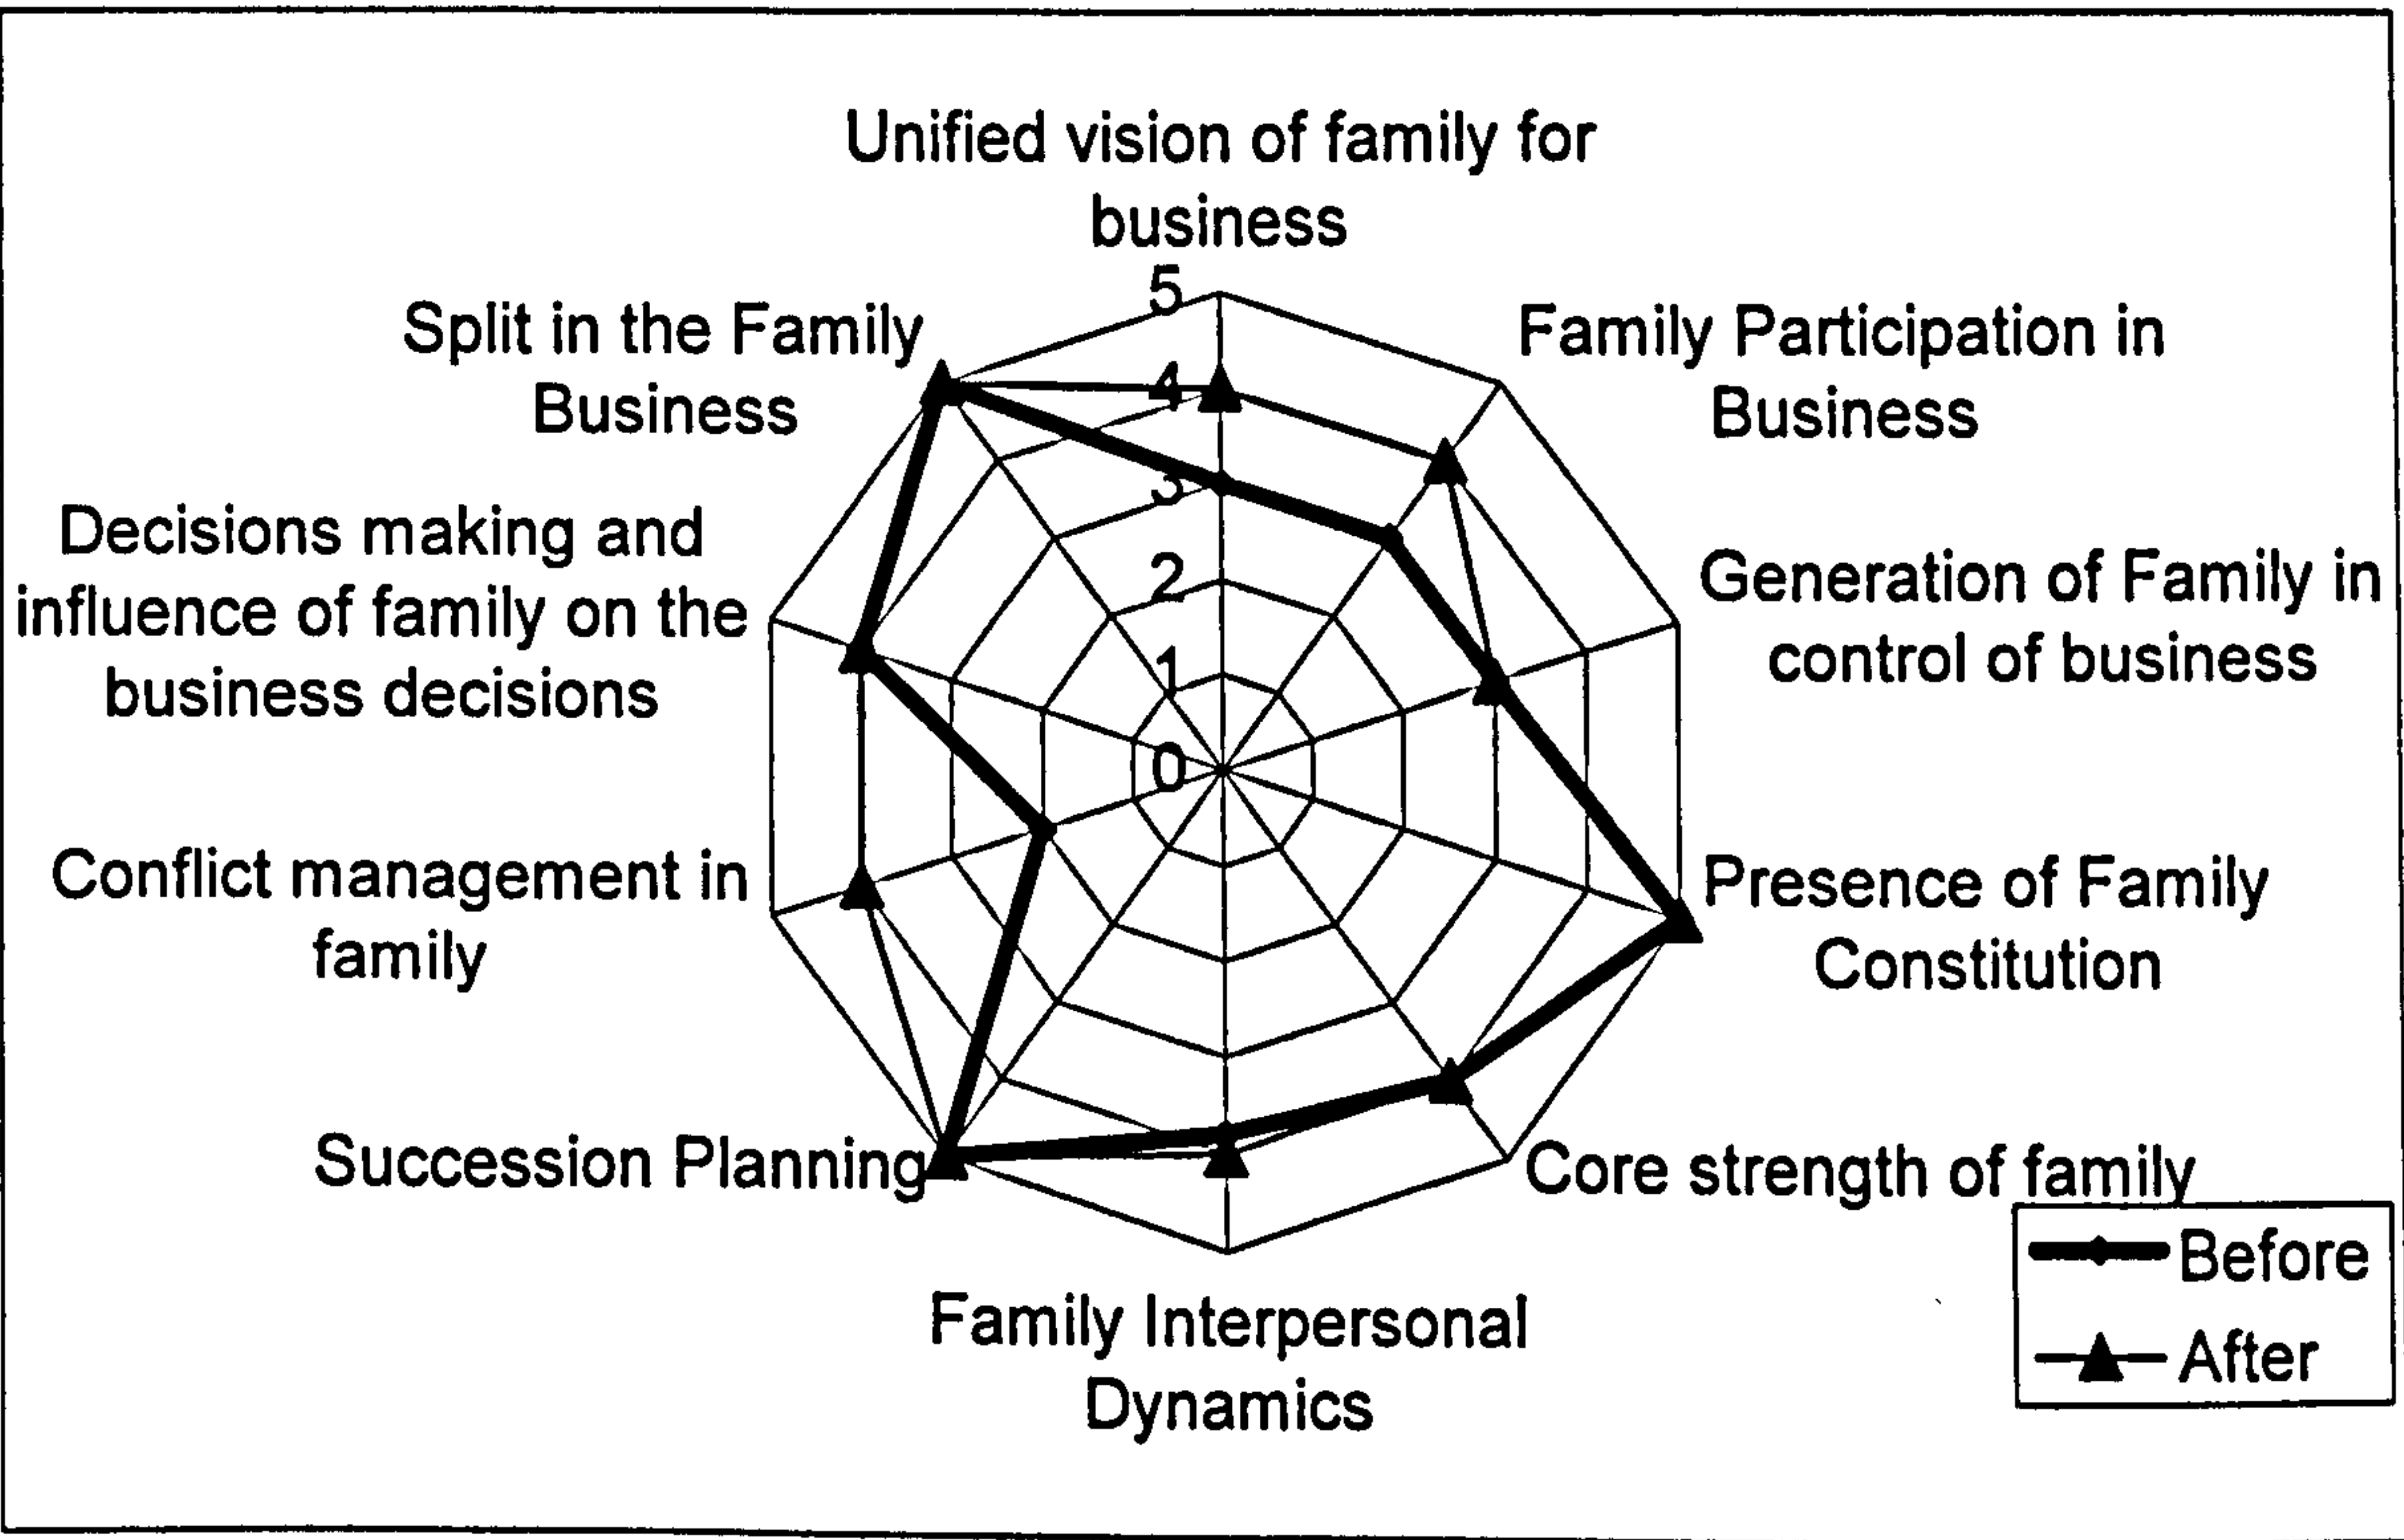 Unified vision of family for
business
Family Participation in
Business
Generation of Family in
control of business
Presence of Family
Constitution
Core strength of family
Family Interpersonal
Dynamics
Succession Planning
Conflict management in
family
Decisions making and
influence of family on the
business decisions
Split in the Family
Business
5
4
3
2
1
0
Before
After